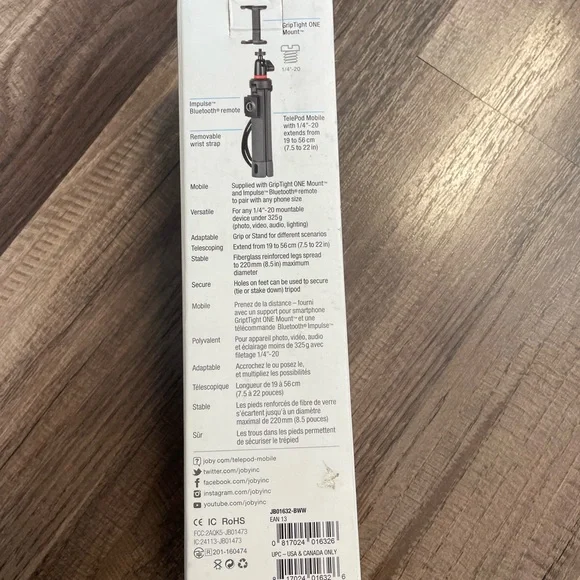 GripTight ONE
Mount™
1/4"-20
Impulse™
Bluetooth® remote
TelePod Mobile
with 1/4"-20
extends from
19 to 56 cm
(7.5 to 22 in)
Removable
wrist strap
Mobile Supplied with GripTight ONE Mount™
and Impulse™ Bluetooth® remote
to pair with any phone size
Versatile For any 1/4"-20 mountable
device under 325g
(photo, video, audio, lighting)
Adaptable Grip or Stand for different scenarios
Telescoping Extend from 19 to 56cm (7.5 to 22in)
Stable Fiberglass reinforced legs spread
to 220mm (8.5in) maximum
diameter
Secure Holes on feet can be used to secure
(tie or stake down) tripod
Mobile Prenez de la distance – fourni
avec un support pour smartphone
GriptTight ONE Mount™ et une
télécommande Bluetooth® Impulse™
Polyvalent Pour appareil photo, vidéo, audio
et éclairage moins de 325g avec
filetage 1/4"-20
Adaptable Accrochez le ou posez le,
et multipliez les possibilités
Télescopique Longueur de 19 à 56cm
(7.5 à 22 pouces)
Stable Les pieds renforcés de fibre de verre
s'écartent jusqu'à un diamètre
maximal de 220mm (8.5 pouces)
Sûr Les trous dans les pieds permettent
de sécuriser le trépied
joby.com/telepod-mobile
twitter.com/jobyinc
facebook.com/jobyinc
instagram.com/jobyinc
youtube.com/jobyinc
CE IC RoHS
FCC:2AQK5-JB01473
IC:24113-JB01473
R 201-160474
JB01632-BWW
EAN 13
0 817024 016326
UPC – USA & CANADA ONLY
8 17024 01632 6